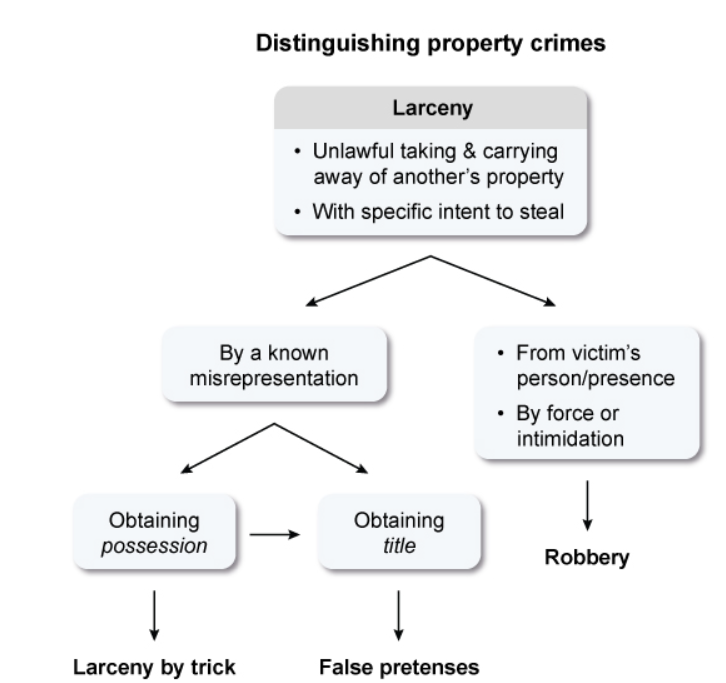 Distinguishing property crimes
Larceny
• Unlawful taking & carrying
away of another's property
• With specific intent to steal
By a known
misrepresentation
• From victim's
person/presence
• By force or
intimidation
Obtaining
possession
Obtaining
title
Robbery
Larceny by trick
False pretenses